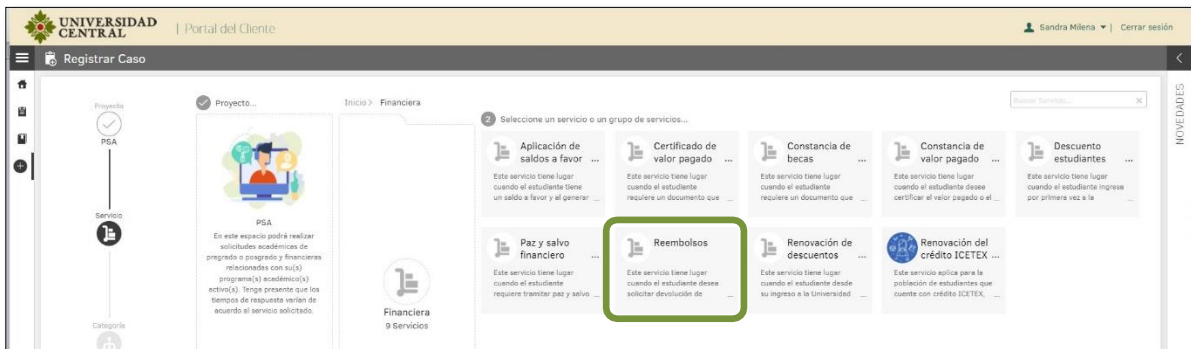 UNIVERSIDAD
CENTRAL
| Portal del Cliente
Sandra Milena ▼ | Cerrar sesión
Registrar Caso
Proyecto
PSA
Servicio
Categoría
Proyecto...
PSA
En este espacio podrá realizar
solicitudes académicas de
pregrado o posgrado y financieras
relacionadas con su(s)
programa(s) académico(s)
activo(s). Tenga presente que los
tiempos de respuesta varían de
acuerdo al servicio solicitado.
Inicio > Financiera
Financiera
9 Servicios
2 Seleccione un servicio o un grupo de servicios...
Buscar Servicio...
Aplicación de
saldos a favor ...
Este servicio tiene lugar
cuando el estudiante tiene
un saldo a favor y al generar ...
Certificado de
valor pagado ...
Este servicio tiene lugar
cuando el estudiante
requiere un documento que ...
Constancia de
becas ...
Este servicio tiene lugar
cuando el estudiante
requiere un documento que ...
Constancia de
valor pagado ...
Este servicio tiene lugar
cuando el estudiante desee
certificar el valor pagado o el ...
Descuento
estudiantes ...
Este servicio tiene lugar
cuando el estudiante ingresa
por primera vez a la ...
Paz y salvo
financiero ...
Este servicio tiene lugar
cuando el estudiante
requiere tramitar paz y salvo ...
Reembolsos
Este servicio tiene lugar
cuando el estudiante desea
solicitar devolución de ...
Renovación de
descuentos ...
Este servicio tiene lugar
cuando el estudiante desde
su ingreso a la Universidad ...
Renovación del
crédito ICETEX ...
Este servicio aplica para la
población de estudiantes que
cuente con crédito ICETEX, ...
NOVEDADES